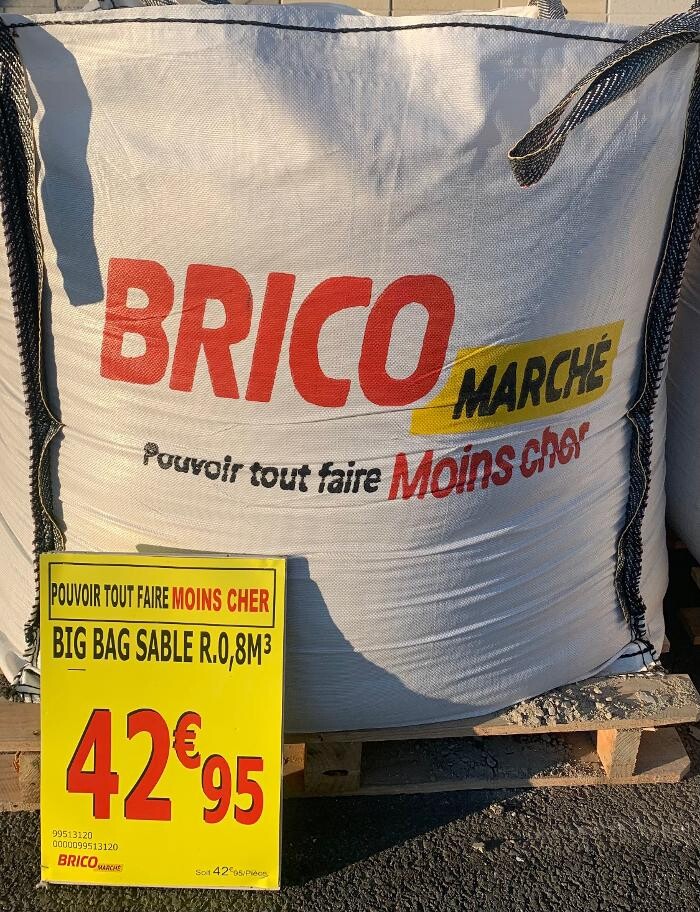 BRICO
MARCHÉ
Pouvoir tout faire Moins cher
POUVOIR TOUT FAIRE MOINS CHER
BIG BAG SABLE R.0,8M³
42€95
99513120
0000099513120
BRICO MARCHÉ
Soit 42€95/Pièce